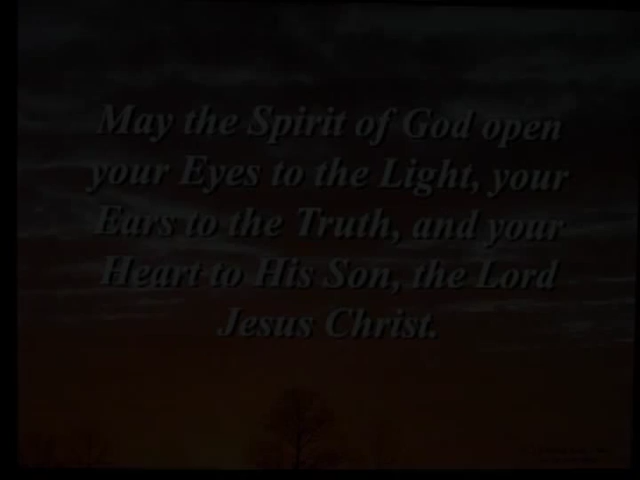 May the Spirit of God open
your Eyes to the Light, your
Ears to the Truth, and your
Heart to His Son, the Lord
Jesus Christ.